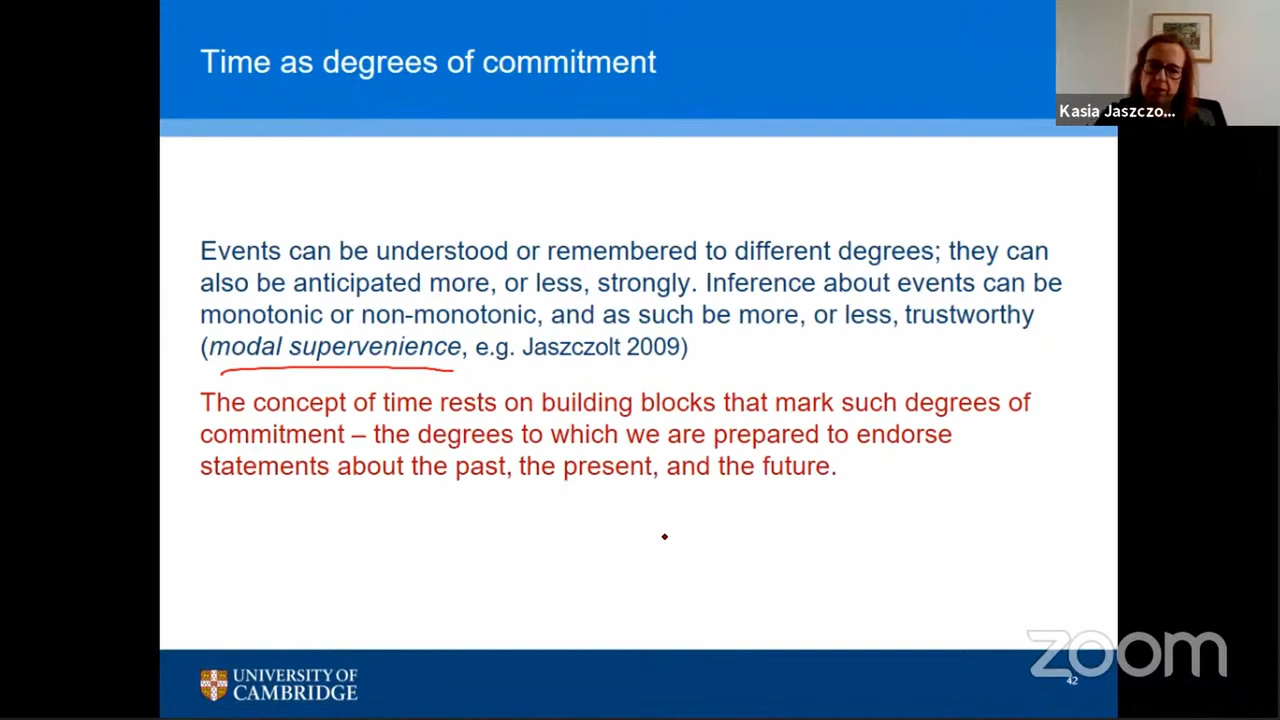 Time as degrees of commitment
Kasia Jaszczo...
Events can be understood or remembered to different degrees; they can
also be anticipated more, or less, strongly. Inference about events can be
monotonic or non-monotonic, and as such be more, or less, trustworthy
(modal supervenience, e.g. Jaszczolt 2009)
The concept of time rests on building blocks that mark such degrees of
commitment – the degrees to which we are prepared to endorse
statements about the past, the present, and the future.
UNIVERSITY OF
CAMBRIDGE
zoom
42